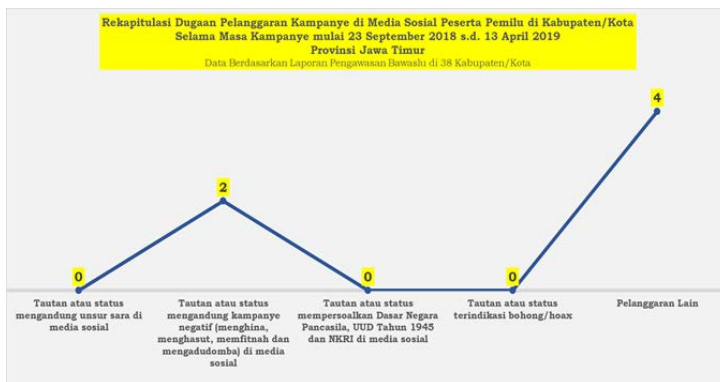 Rekapitulasi Dugaan Pelanggaran Kampanye di Media Sosial Peserta Pemilu di Kabupaten/Kota
Selama Masa Kampanye mulai 23 September 2018 s.d. 13 April 2019
Provinsi Jawa Timur
Data Berdasarkan Laporan Pengawasan Bawaslu di 38 Kabupaten/Kota
4
2
0
0
0
Tautan atau status
mengandung unsur sara di
media sosial
Tautan atau status
mengandung kampanye
negatif (menghina,
menghasut, memfitnah dan
mengadudomba) di media
sosial
Tautan atau status
mempersoalkan Dasar Negara
Pancasila, UUD Tahun 1945
dan NKRI di media sosial
Tautan atau status
terindikasi bohong/hoax
Pelanggaran Lain